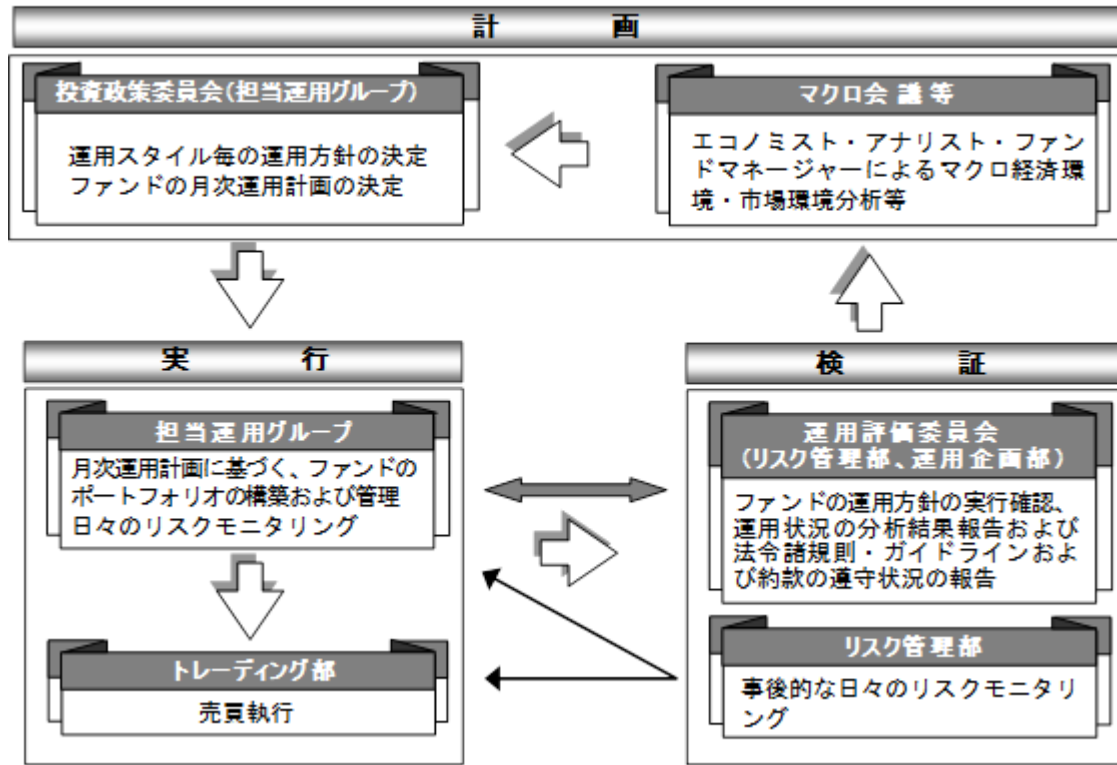 計画
投資政策委員会(担当運用グループ)
運用スタイル毎の運用方針の決定
ファンドの月次運用計画の決定
マクロ会議等
エコノミスト・アナリスト・ファン
ドマネージャーによるマクロ経済環
境・市場環境分析等
実行
担当運用グループ
月次運用計画に基づく、ファンドの
ポートフォリオの構築および管理
日々のリスクモニタリング
トレーディング部
売買執行
検証
運用評価委員会
(リスク管理部、運用企画部)
ファンドの運用方針の実行確認、
運用状況の分析結果報告および
法令諸規則・ガイドラインおよ
び約款の遵守状況の報告
リスク管理部
事後的な日々のリスクモニタリ
ング